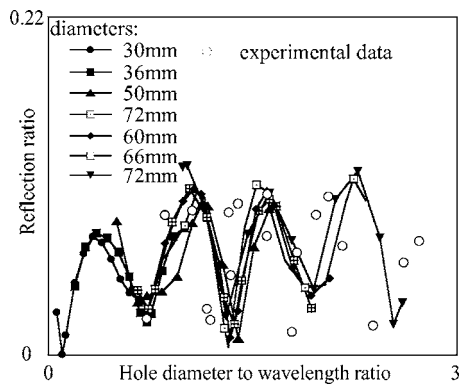 0.22
diameters:
30mm
experimental data
36mm
50mm
72mm
60mm
66mm
72mm
Reflection ratio
0
0
Hole diameter to wavelength ratio
3